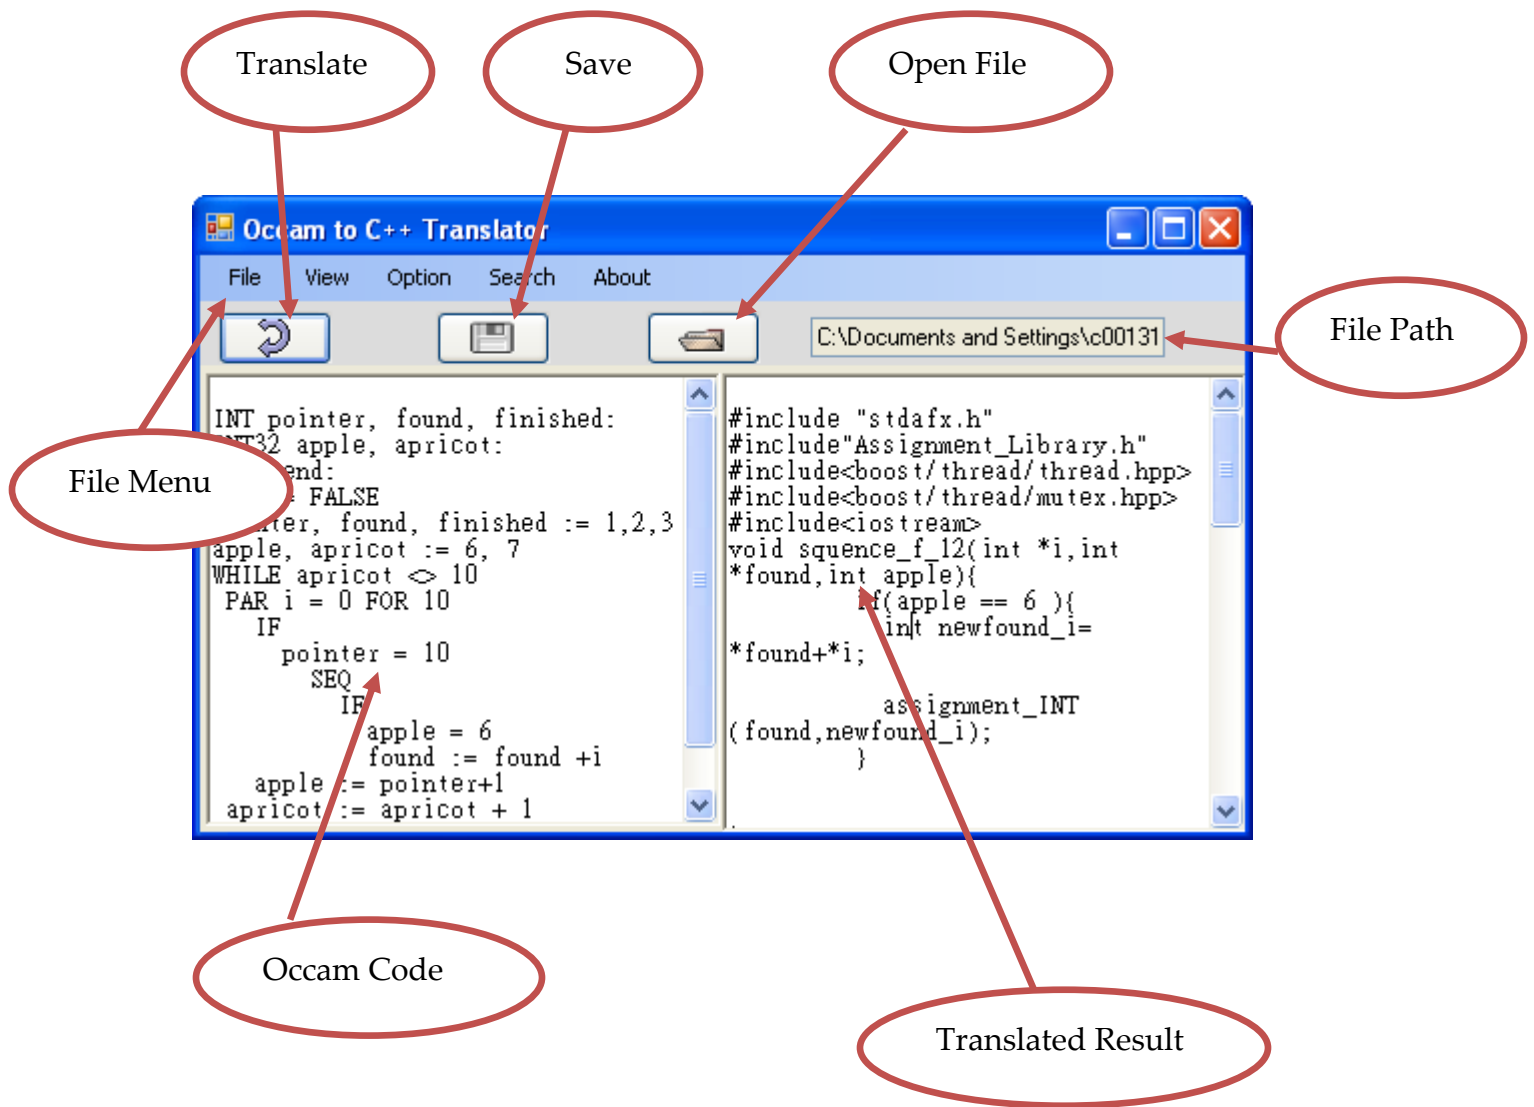 Translate
Save
Open File
Occam to C++ Translator
File View Option Search About
C:\Documents and Settings\c00131
File Path
File Menu
INT pointer, found, finished:
apple, apricot:
end:
= FALSE
found, finished := 1,2,3
apple, apricot := 6, 7
WHILE apricot <> 10
PAR i = 0 FOR 10
IF
pointer = 10
SEQ
IF
apple = 6
found := found +i
apple := pointer+1
apricot := apricot + 1
#include "stdafx.h"
#include"Assignment_Library.h"
#include<boost/thread/thread.hpp>
#include<boost/thread/mutex.hpp>
#include<iostream>
void squence_f_12(int *i,int
*found,int apple){
if(apple == 6 ){
int newfound_i=
*found+*i;
assignment_INT
(found,newfound_i);
}
Occam Code
Translated Result